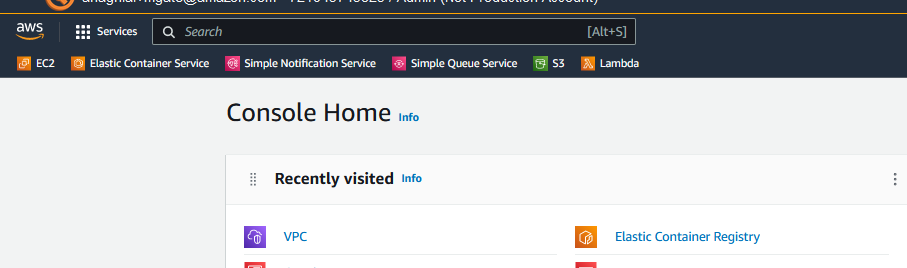 Admin (Not Production Account)
aws
Services
Search
[Alt+S]
EC2
Elastic Container Service
Simple Notification Service
Simple Queue Service
S3
Lambda
Console Home Info
Recently visited Info
VPC
Elastic Container Registry